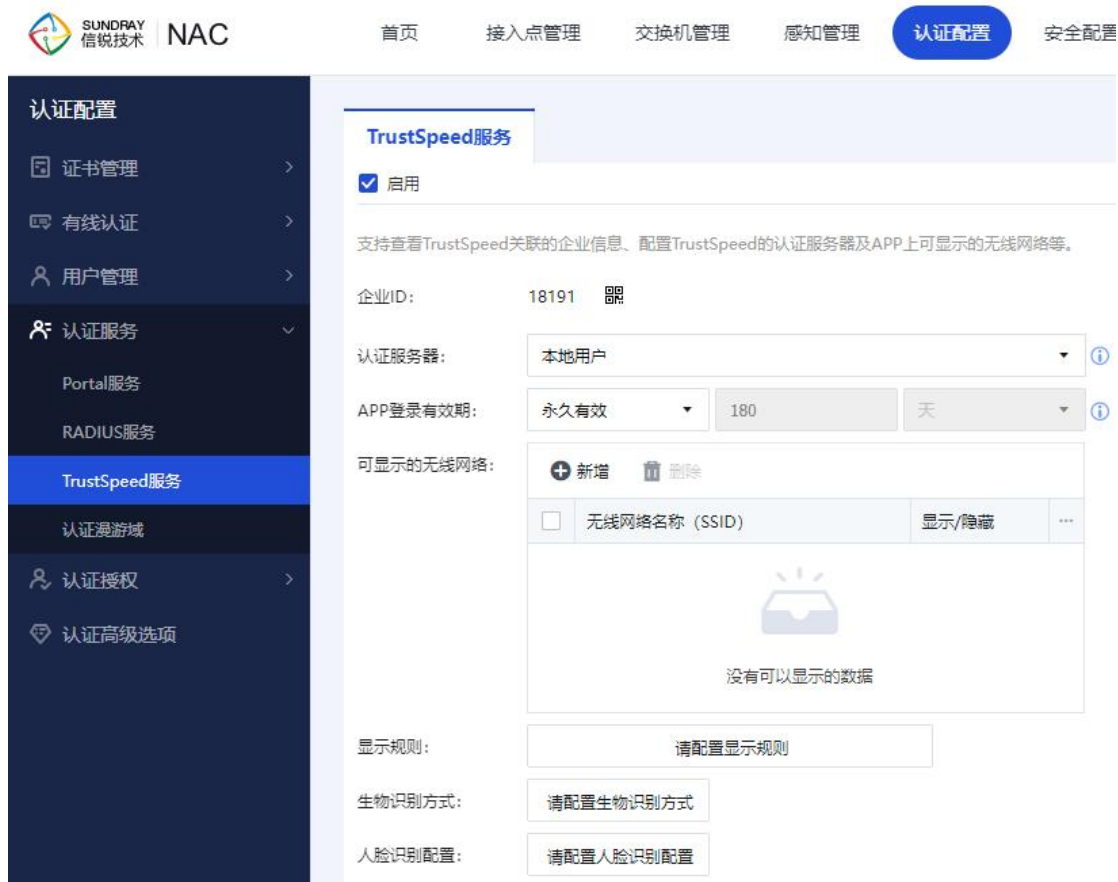 SUNDRAY
信锐技术 NAC
首页 接入点管理 交换机管理 感知管理 认证配置 安全配置
认证配置
证书管理
有线认证
用户管理
认证服务
Portal服务
RADIUS服务
TrustSpeed服务
认证漫游域
认证授权
认证高级选项
TrustSpeed服务
启用
支持查看TrustSpeed关联的企业信息、配置TrustSpeed的认证服务器及APP上可显示的无线网络等。
企业ID: 18191
认证服务器: 本地用户
APP登录有效期: 永久有效 180 天
可显示的无线网络: 新增 删除
无线网络名称（SSID） 显示/隐藏 ...
没有可以显示的数据
显示规则: 请配置显示规则
生物识别方式: 请配置生物识别方式
人脸识别配置: 请配置人脸识别配置